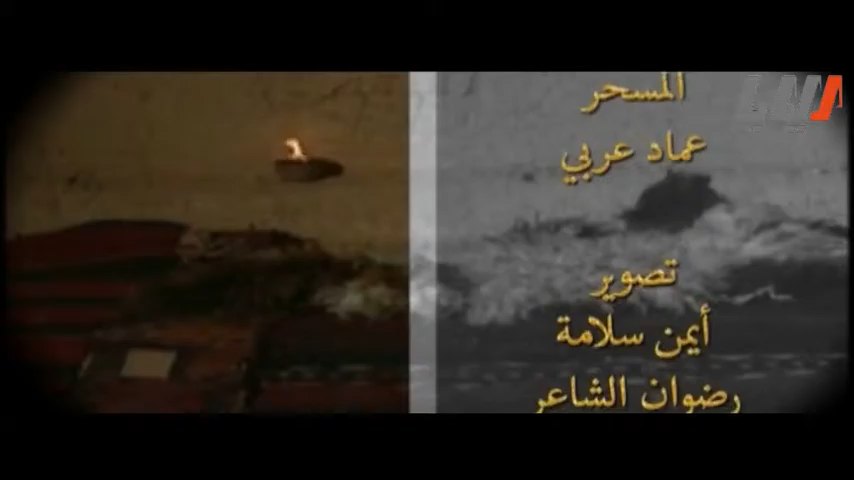 المسحر
عماد عربي
تصوير
أيمن سلامة
رضوان الشاعر